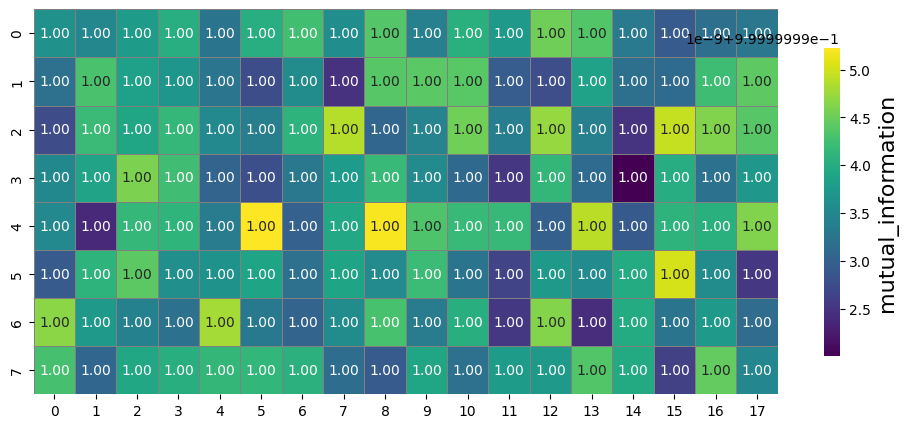 0 1.00 1.00 1.00 1.00 1.00 1.00 1.00 1.00 1.00 1.00 1.00 1.00 1.00 1.00 1.00 1.00 1.00 1.00
1 1.00 1.00 1.00 1.00 1.00 1.00 1.00 1.00 1.00 1.00 1.00 1.00 1.00 1.00 1.00 1.00 1.00 1.00
2 1.00 1.00 1.00 1.00 1.00 1.00 1.00 1.00 1.00 1.00 1.00 1.00 1.00 1.00 1.00 1.00 1.00 1.00
3 1.00 1.00 1.00 1.00 1.00 1.00 1.00 1.00 1.00 1.00 1.00 1.00 1.00 1.00 1.00 1.00 1.00 1.00
4 1.00 1.00 1.00 1.00 1.00 1.00 1.00 1.00 1.00 1.00 1.00 1.00 1.00 1.00 1.00 1.00 1.00 1.00
5 1.00 1.00 1.00 1.00 1.00 1.00 1.00 1.00 1.00 1.00 1.00 1.00 1.00 1.00 1.00 1.00 1.00 1.00
6 1.00 1.00 1.00 1.00 1.00 1.00 1.00 1.00 1.00 1.00 1.00 1.00 1.00 1.00 1.00 1.00 1.00 1.00
7 1.00 1.00 1.00 1.00 1.00 1.00 1.00 1.00 1.00 1.00 1.00 1.00 1.00 1.00 1.00 1.00 1.00 1.00
0 1 2 3 4 5 6 7 8 9 10 11 12 13 14 15 16 17
1e−9+9.9999999e−1
5.0
4.5
4.0
3.5
3.0
2.5
mutual_information